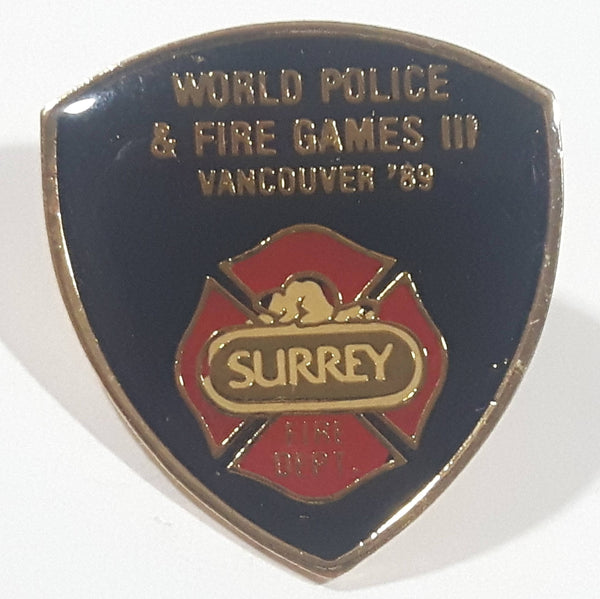 WORLD POLICE
& FIRE GAMES III
VANCOUVER '89
SURREY
FIRE
DEPT.